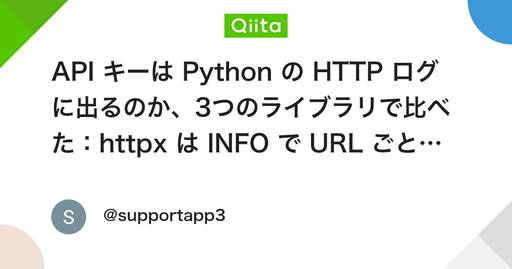 Qiita
API キーは Python の HTTP ログ
に出るのか、3つのライブラリで比べ
た：httpx は INFO で URL ごと…
S
@supportapp3